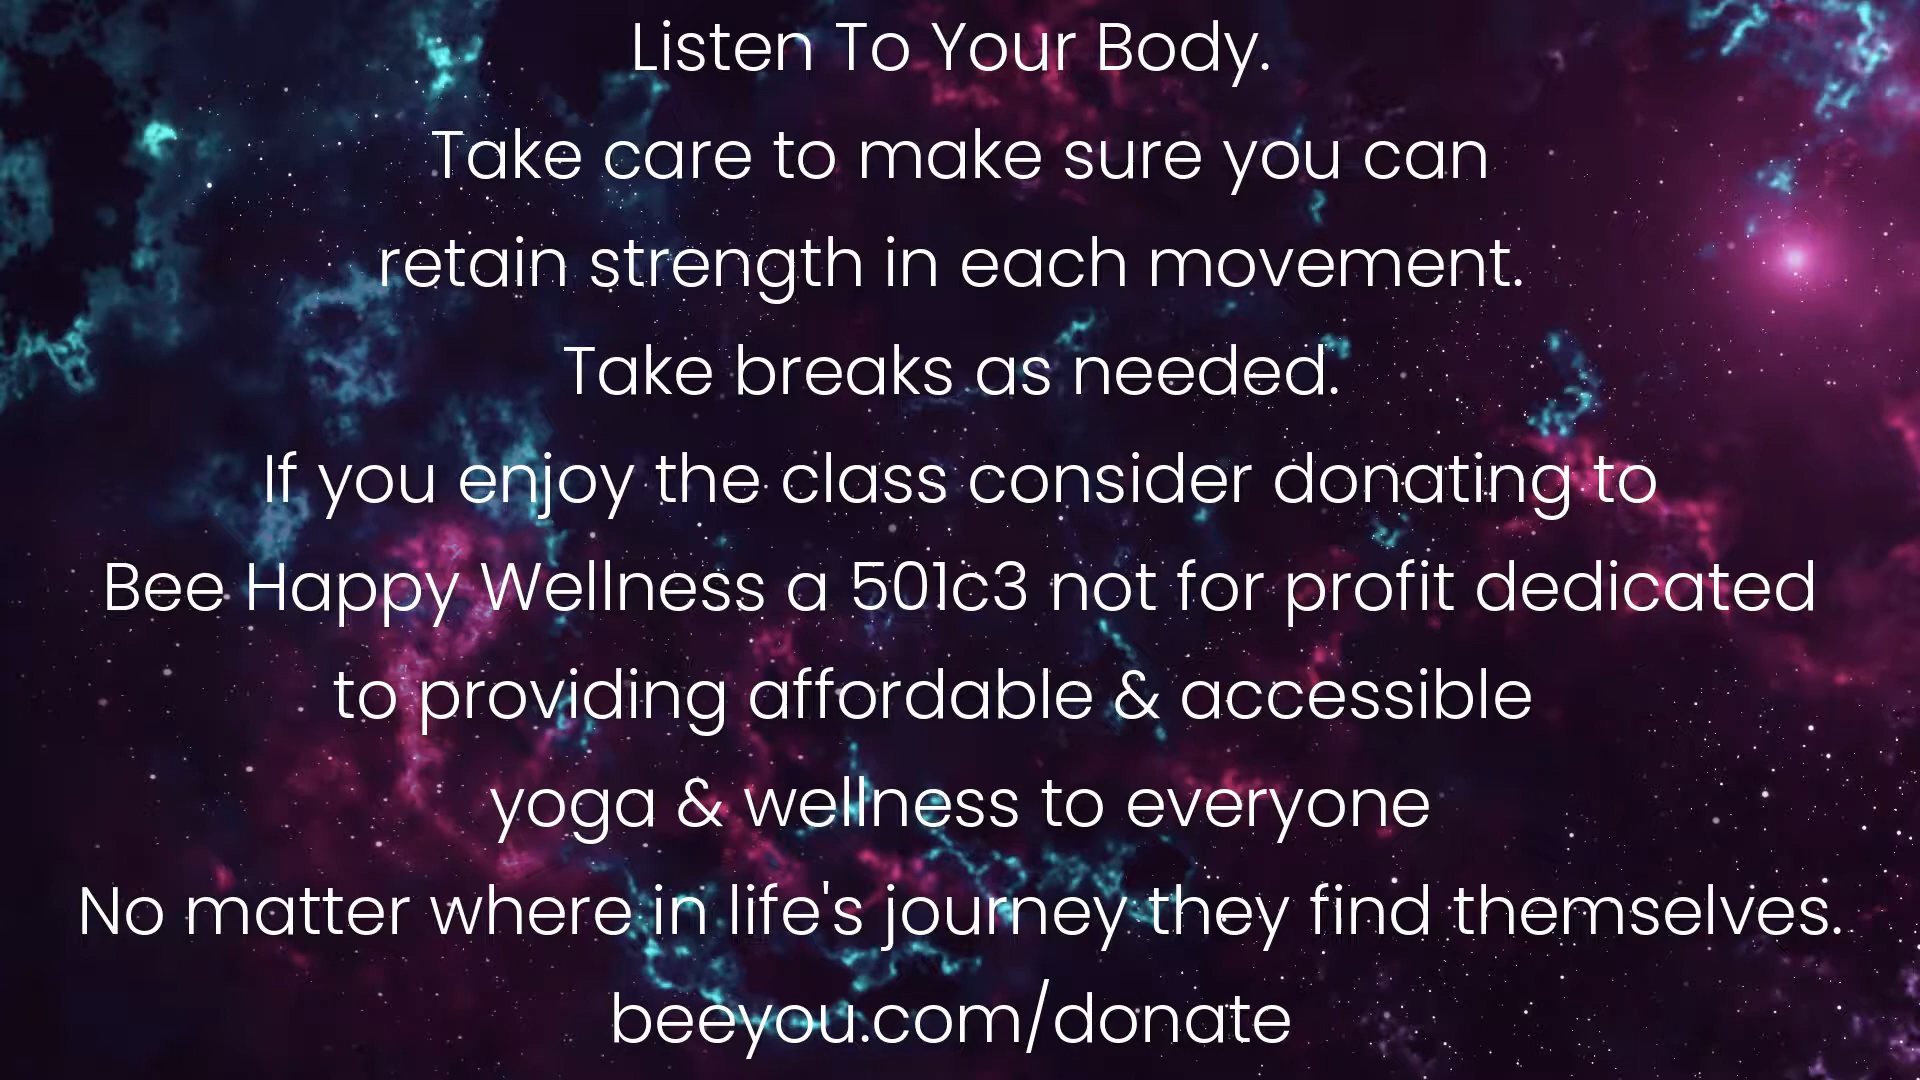 Listen To Your Body.
Take care to make sure you can
retain strength in each movement.
Take breaks as needed.
If you enjoy the class consider donating to
Bee Happy Wellness a 501c3 not for profit dedicated
to providing affordable & accessible
yoga & wellness to everyone
No matter where in life's journey they find themselves.
beeyou.com/donate